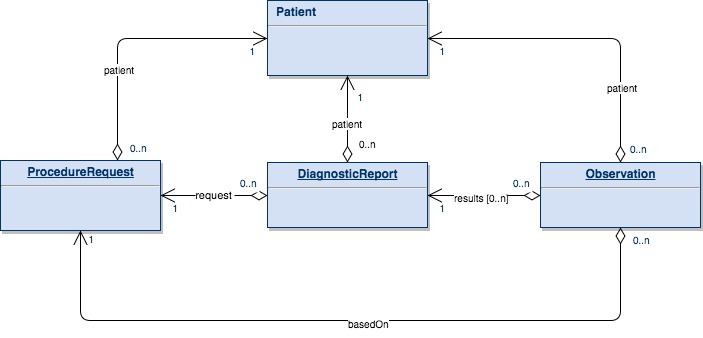 Patient
1
1
patient
1
patient
patient
0..n
0..n
0..n
ProcedureRequest
DiagnosticReport
Observation
0..n
0..n
request
results [0..n]
1
1
1
0..n
basedOn